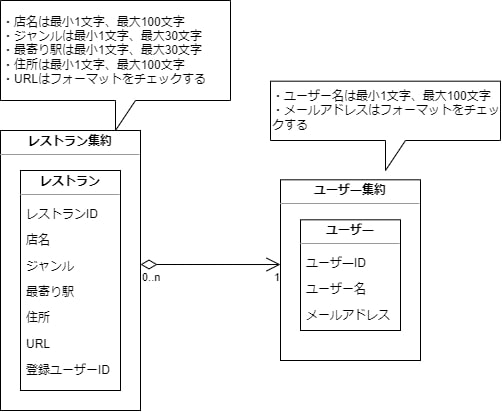 ・店名は最小1文字、最大100文字
・ジャンルは最小1文字、最大30文字
・最寄り駅は最小1文字、最大30文字
・住所は最小1文字、最大100文字
・URLはフォーマットをチェックする
・ユーザー名は最小1文字、最大100文字
・メールアドレスはフォーマットをチェッ
クする
レストラン集約
レストラン
レストランID
店名
ジャンル
最寄り駅
住所
URL
登録ユーザーID
0..n
1
ユーザー集約
ユーザー
ユーザーID
ユーザー名
メールアドレス